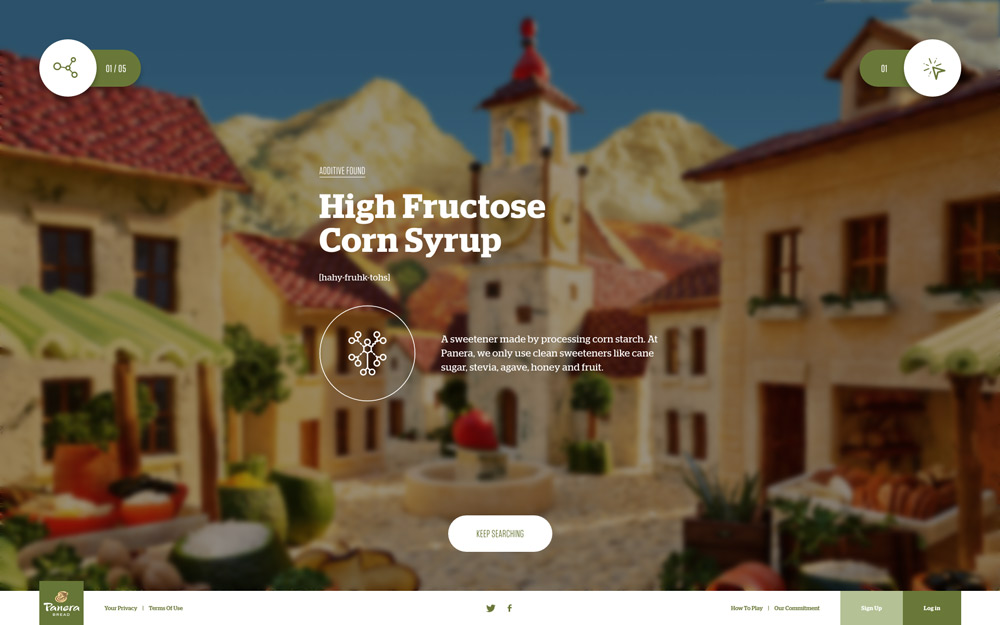 01 / 05
01
ADDITIVE FOUND
High Fructose
Corn Syrup
[hahy-fruhk-tohs]
A sweetener made by processing corn starch. At
Panera, we only use clean sweeteners like cane
sugar, stevia, agave, honey and fruit.
KEEP SEARCHING
Panera
BREAD
Your Privacy | Terms Of Use
How To Play | Our Commitment
Sign Up
Log in